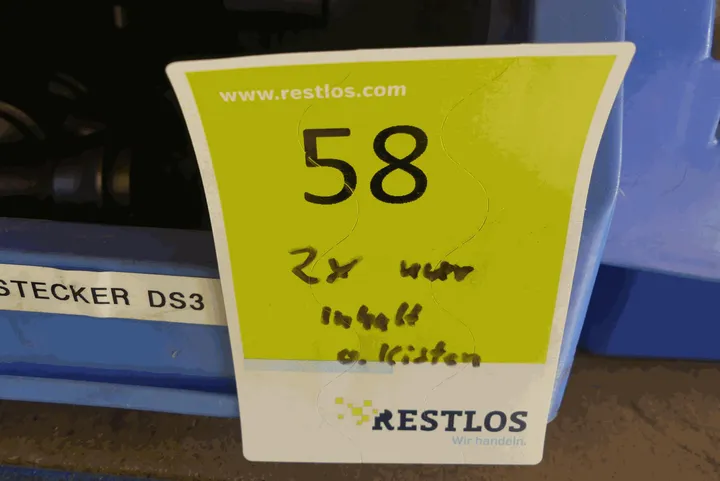 www.restlos.com
58
2x nur
Inhalt
o. Kisten
STECKER DS3
RESTLOS
Wir handeln.